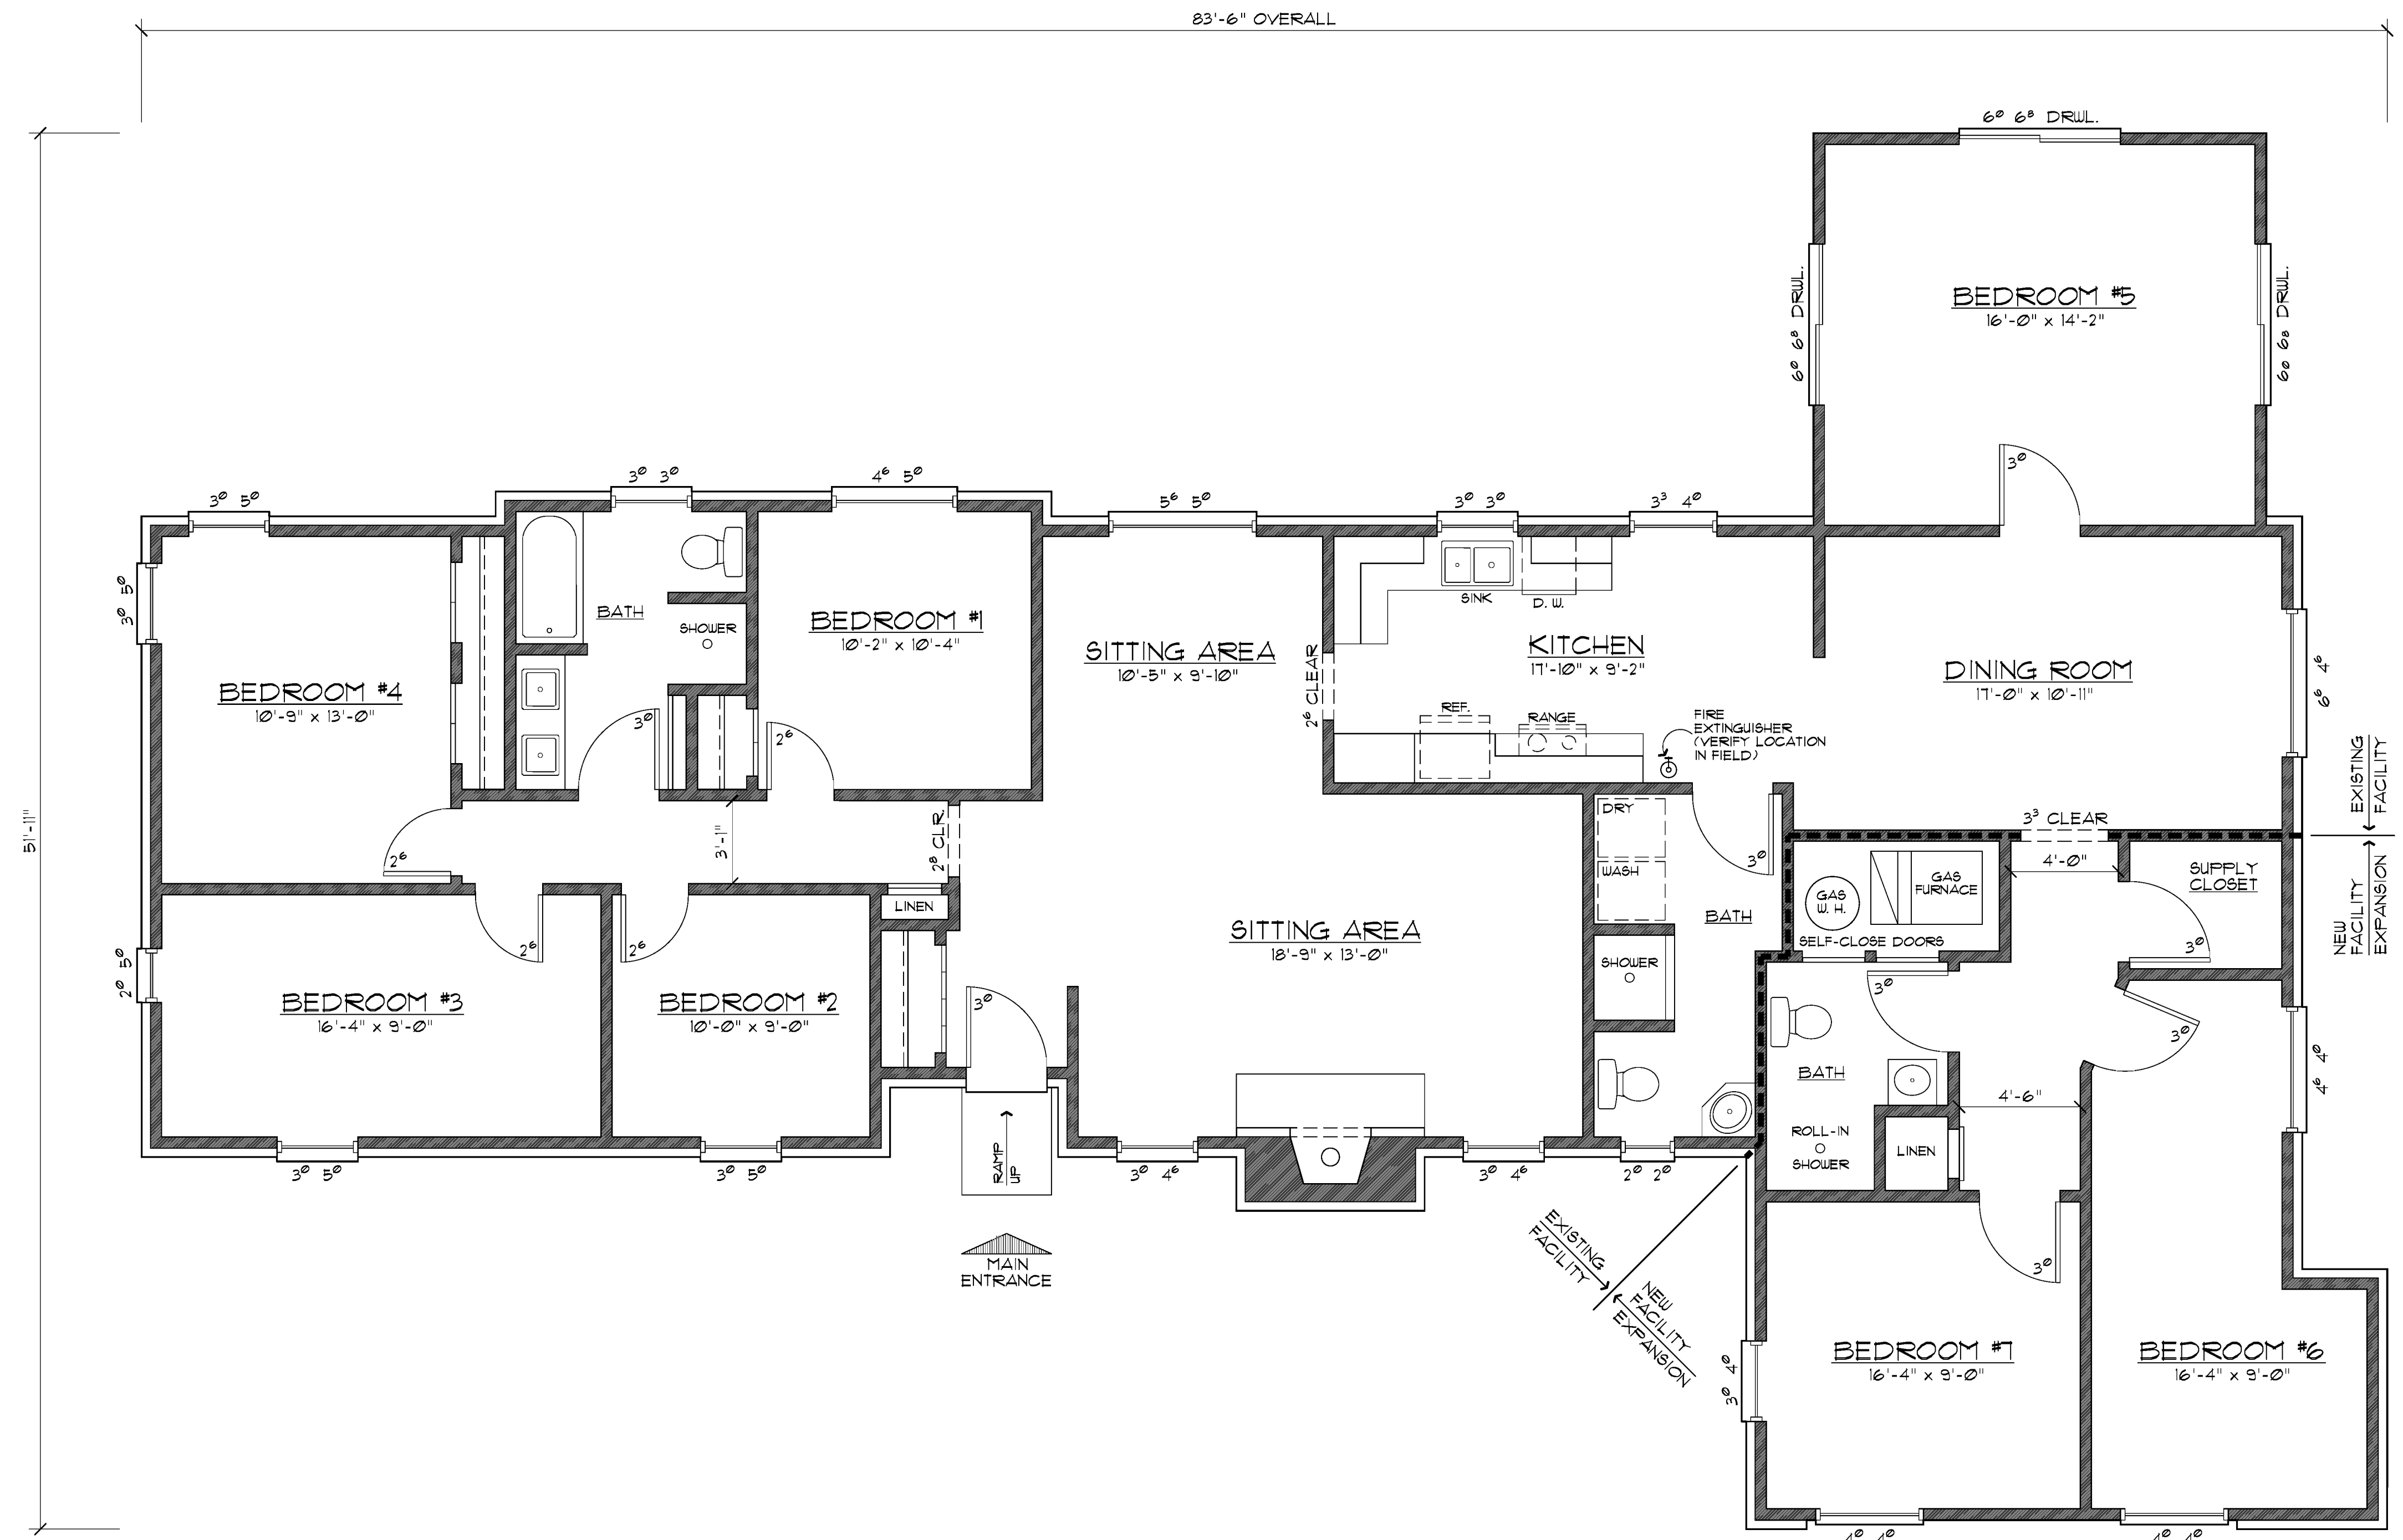 83'-6" OVERALL
51'-11"
6⁰ 6⁸ DRWL.
6⁰ 6⁸ DRWL.
6⁰ 6⁸ DRWL.
BEDROOM #5
16'-0" x 14'-2"
3⁰
3⁰ 5⁰
3⁰ 3⁰
4⁶ 5⁰
5⁶ 5⁰
3⁰ 3⁰
3³ 4⁰
3⁰ 5⁰
BEDROOM #4
10'-9" x 13'-0"
BATH
SHOWER
3⁰
BEDROOM #1
10'-2" x 10'-4"
2⁶
SITTING AREA
10'-5" x 9'-10"
2⁶ CLEAR
SINK
D. W.
KITCHEN
17'-10" x 9'-2"
REF.
RANGE
FIRE
EXTINGUISHER
(VERIFY LOCATION
IN FIELD)
DINING ROOM
17'-0" x 10'-11"
6⁸ 4⁶
EXISTING
FACILITY
NEW
FACILITY
EXPANSION
3³ CLEAR
4'-0"
2⁶
3'-1"
2⁸ CLR.
LINEN
DRY
WASH
3⁰
BATH
SHOWER
GAS
W. H.
GAS
FURNACE
SELF-CLOSE DOORS
SUPPLY
CLOSET
3⁰
2⁰ 5⁰
BEDROOM #3
16'-4" x 9'-0"
2⁶
2⁶
BEDROOM #2
10'-0" x 9'-0"
3⁰
SITTING AREA
18'-9" x 13'-0"
3⁰
3⁰
4⁶ 4⁰
BATH
4'-6"
ROLL-IN
SHOWER
LINEN
3⁰ 5⁰
3⁰ 5⁰
RAMP
UP
3⁰ 4⁶
3⁰ 4⁶
2⁰ 2⁰
MAIN
ENTRANCE
EXISTING
FACILITY
NEW
FACILITY
EXPANSION
3⁰
3⁰ 4⁰
BEDROOM #7
16'-4" x 9'-0"
BEDROOM #6
16'-4" x 9'-0"
4⁰ 4⁰
4⁰ 4⁰